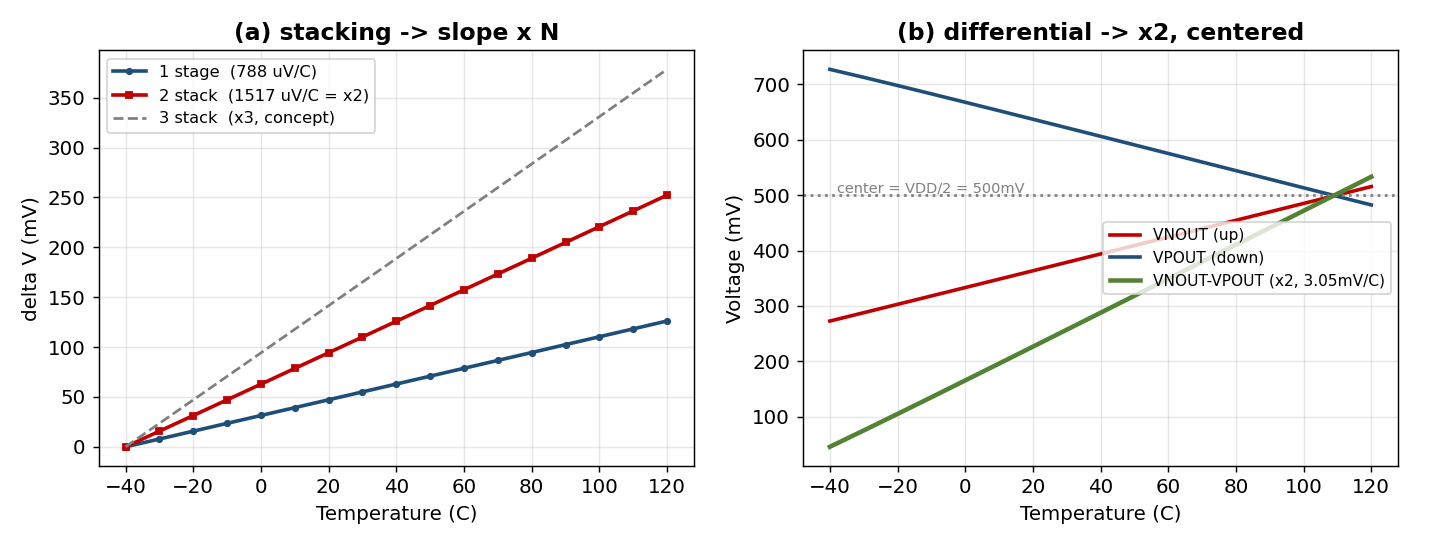 (a) stacking -> slope x N
1 stage  (788 uV/C)
2 stack  (1517 uV/C = x2)
3 stack  (x3, concept)
delta V (mV)
350
300
250
200
150
100
50
0
−40
−20
0
20
40
60
80
100
120
Temperature (C)
(b) differential -> x2, centered
center = VDD/2 = 500mV
VNOUT (up)
VPOUT (down)
VNOUT-VPOUT (x2, 3.05mV/C)
Voltage (mV)
700
600
500
400
300
200
100
−40
−20
0
20
40
60
80
100
120
Temperature (C)